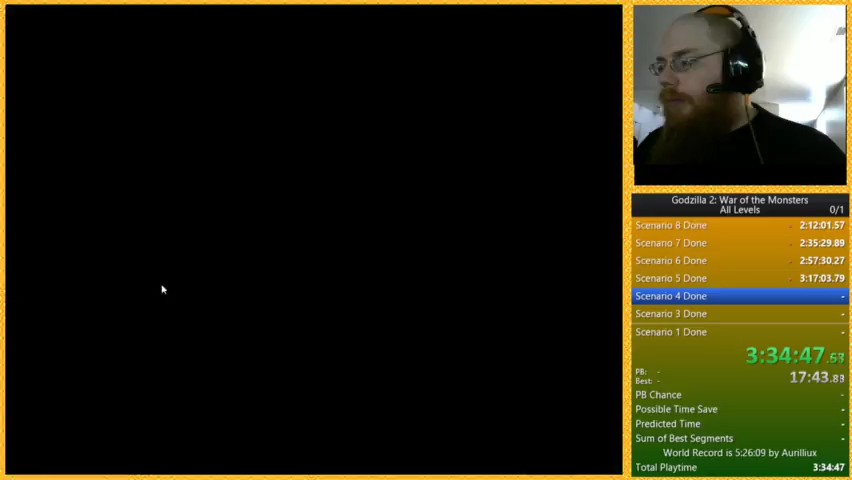 Godzilla 2: War of the Monsters
All Levels 0/1
Scenario 8 Done - 2:12:01.57
Scenario 7 Done - 2:35:29.89
Scenario 6 Done - 2:57:30.27
Scenario 5 Done - 3:17:03.79
Scenario 4 Done -
Scenario 3 Done -
Scenario 1 Done -
3:34:47.53
PB: -
Best: - 17:43.83
PB Chance -
Possible Time Save -
Predicted Time -
Sum of Best Segments -
World Record is 5:26:09 by Aurilliux
Total Playtime 3:34:47